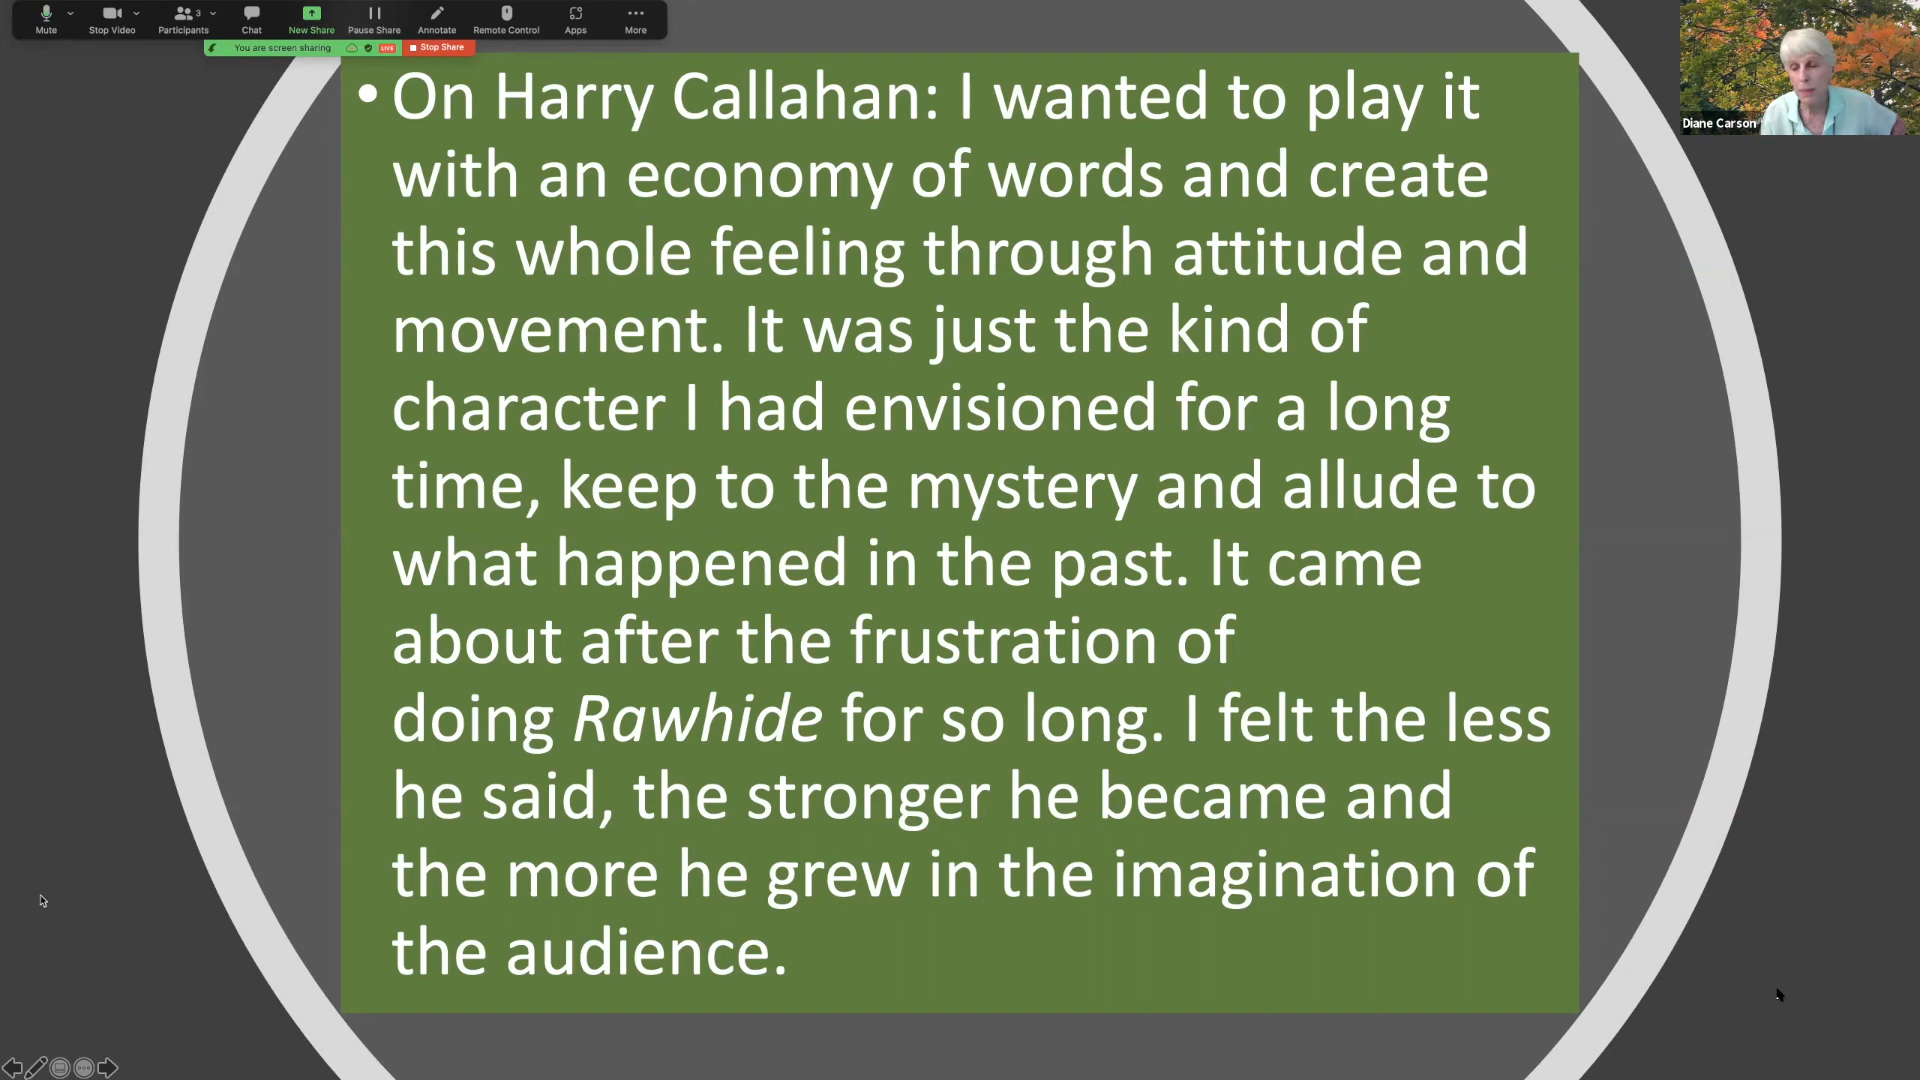 Mute
Stop Video
3
Participants
Chat
New Share
Pause Share
Annotate
Remote Control
Apps
More
You are screen sharing
LIVE
Stop Share
Diane Carson
• On Harry Callahan: I wanted to play it
with an economy of words and create
this whole feeling through attitude and
movement. It was just the kind of
character I had envisioned for a long
time, keep to the mystery and allude to
what happened in the past. It came
about after the frustration of
doing Rawhide for so long. I felt the less
he said, the stronger he became and
the more he grew in the imagination of
the audience.